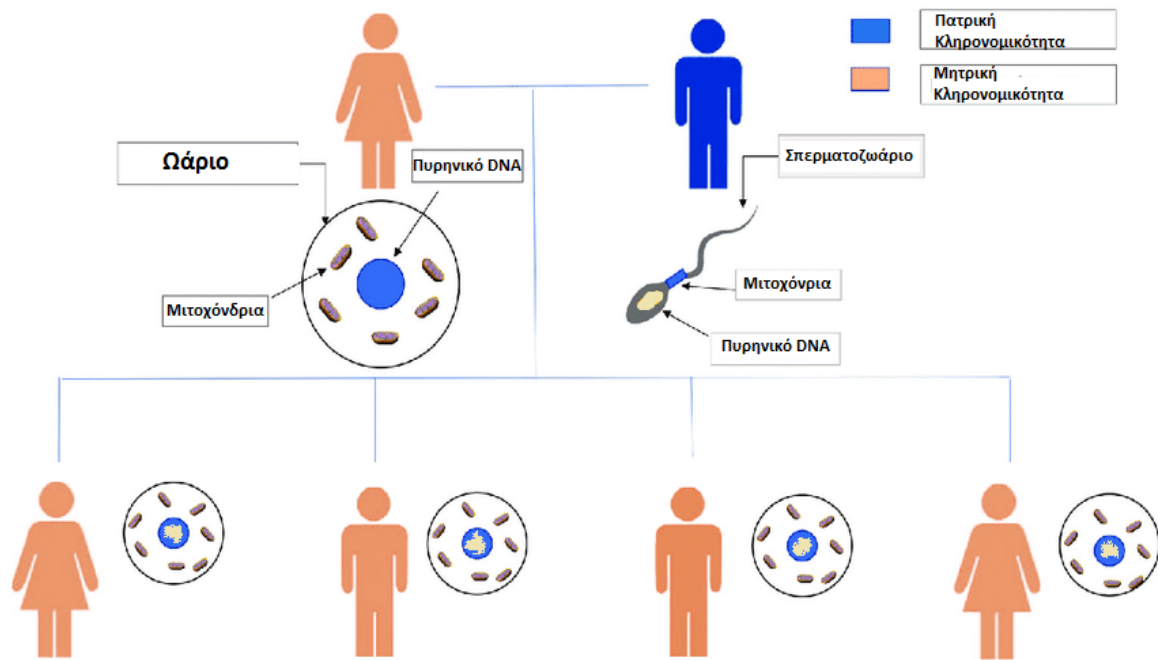 Πατρική
Κληρονομικότητα
Μητρική
Κληρονομικότητα
Ωάριο
Πυρηνικό DNA
Σπερματοζωάριο
Μιτοχόνδρια
Μιτοχόνρια
Πυρηνικό DNA